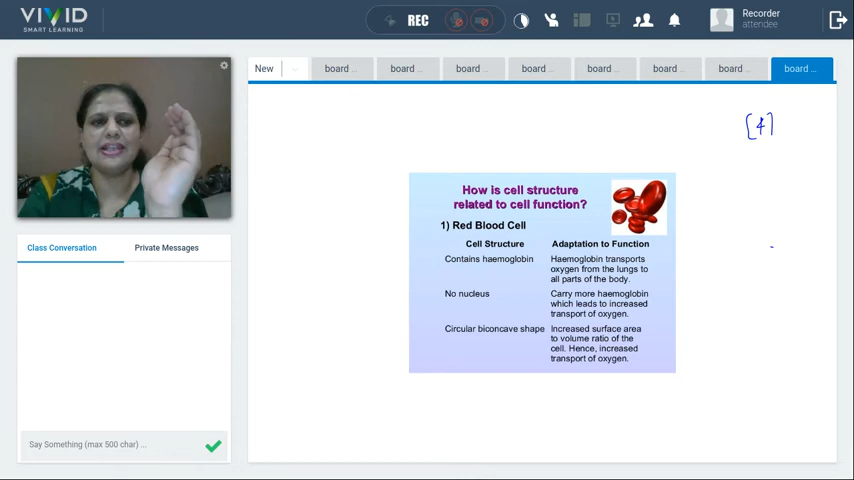 VIVID
SMART LEARNING
REC
Recorder
attendee
New
board ...
board ...
board ...
board ...
board ...
board ...
board ...
board ...
[4]
How is cell structure
related to cell function?
1) Red Blood Cell
Cell Structure Adaptation to Function
Contains haemoglobin Haemoglobin transports
oxygen from the lungs to
all parts of the body.
No nucleus Carry more haemoglobin
which leads to increased
transport of oxygen.
Circular biconcave shape Increased surface area
to volume ratio of the
cell. Hence, increased
transport of oxygen.
Class Conversation Private Messages
Say Something (max 500 char) ...